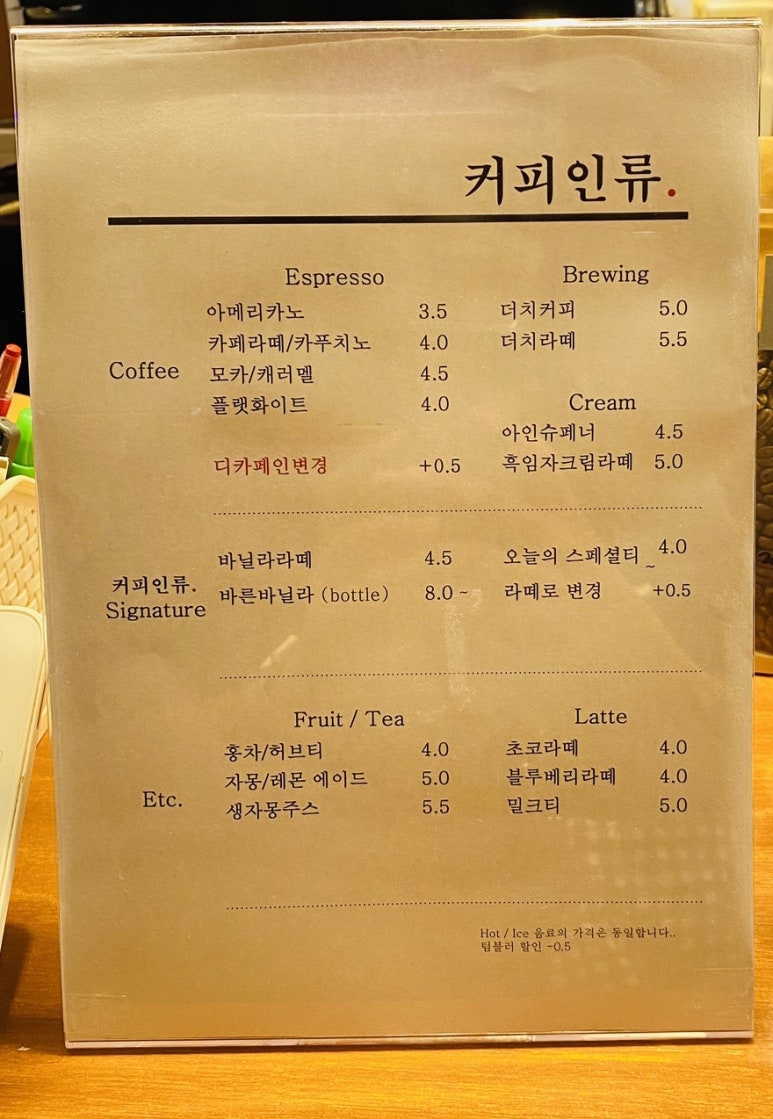 커피인류.
Coffee
Espresso
아메리카노 3.5
카페라떼/카푸치노 4.0
모카/캐러멜 4.5
플랫화이트 4.0
디카페인변경 +0.5
Brewing
더치커피 5.0
더치라떼 5.5
Cream
아인슈페너 4.5
흑임자크림라떼 5.0
커피인류.
Signature
바닐라라떼 4.5
바른바닐라 (bottle) 8.0 ~
오늘의 스페셜티 ~ 4.0
라떼로 변경 +0.5
Etc.
Fruit / Tea
홍차/허브티 4.0
자몽/레몬 에이드 5.0
생자몽주스 5.5
Latte
초코라떼 4.0
블루베리라떼 4.0
밀크티 5.0
Hot / Ice 음료의 가격은 동일합니다..
텀블러 할인 -0.5